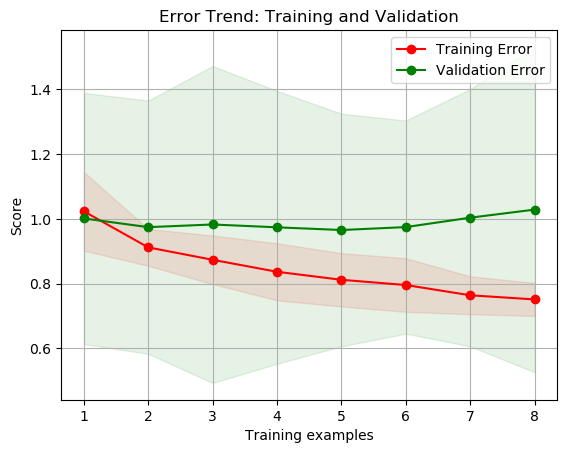 Error Trend: Training and Validation
Training Error
Validation Error
Score
1.4
1.2
1.0
0.8
0.6
1 2 3 4 5 6 7 8
Training examples